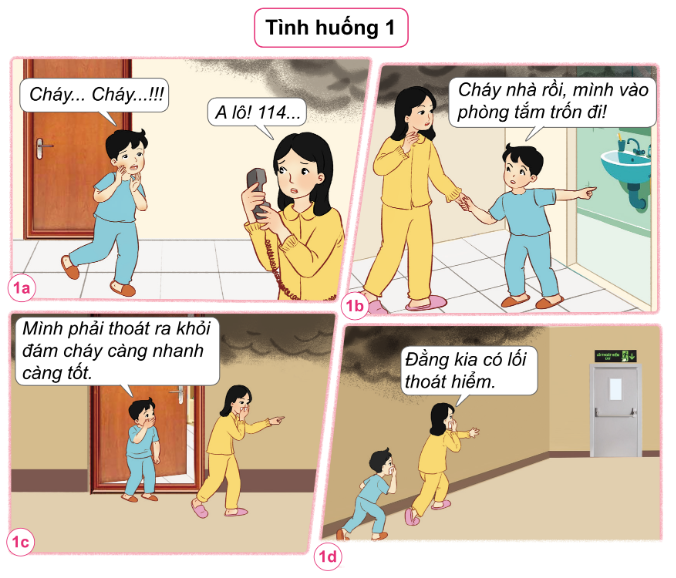 Tình huống 1
Cháy... Cháy...!!!
A lô! 114...
1a
Cháy nhà rồi, mình vào
phòng tắm trốn đi!
1b
Mình phải thoát ra khỏi
đám cháy càng nhanh
càng tốt.
1c
Đằng kia có lối
thoát hiểm.
1d